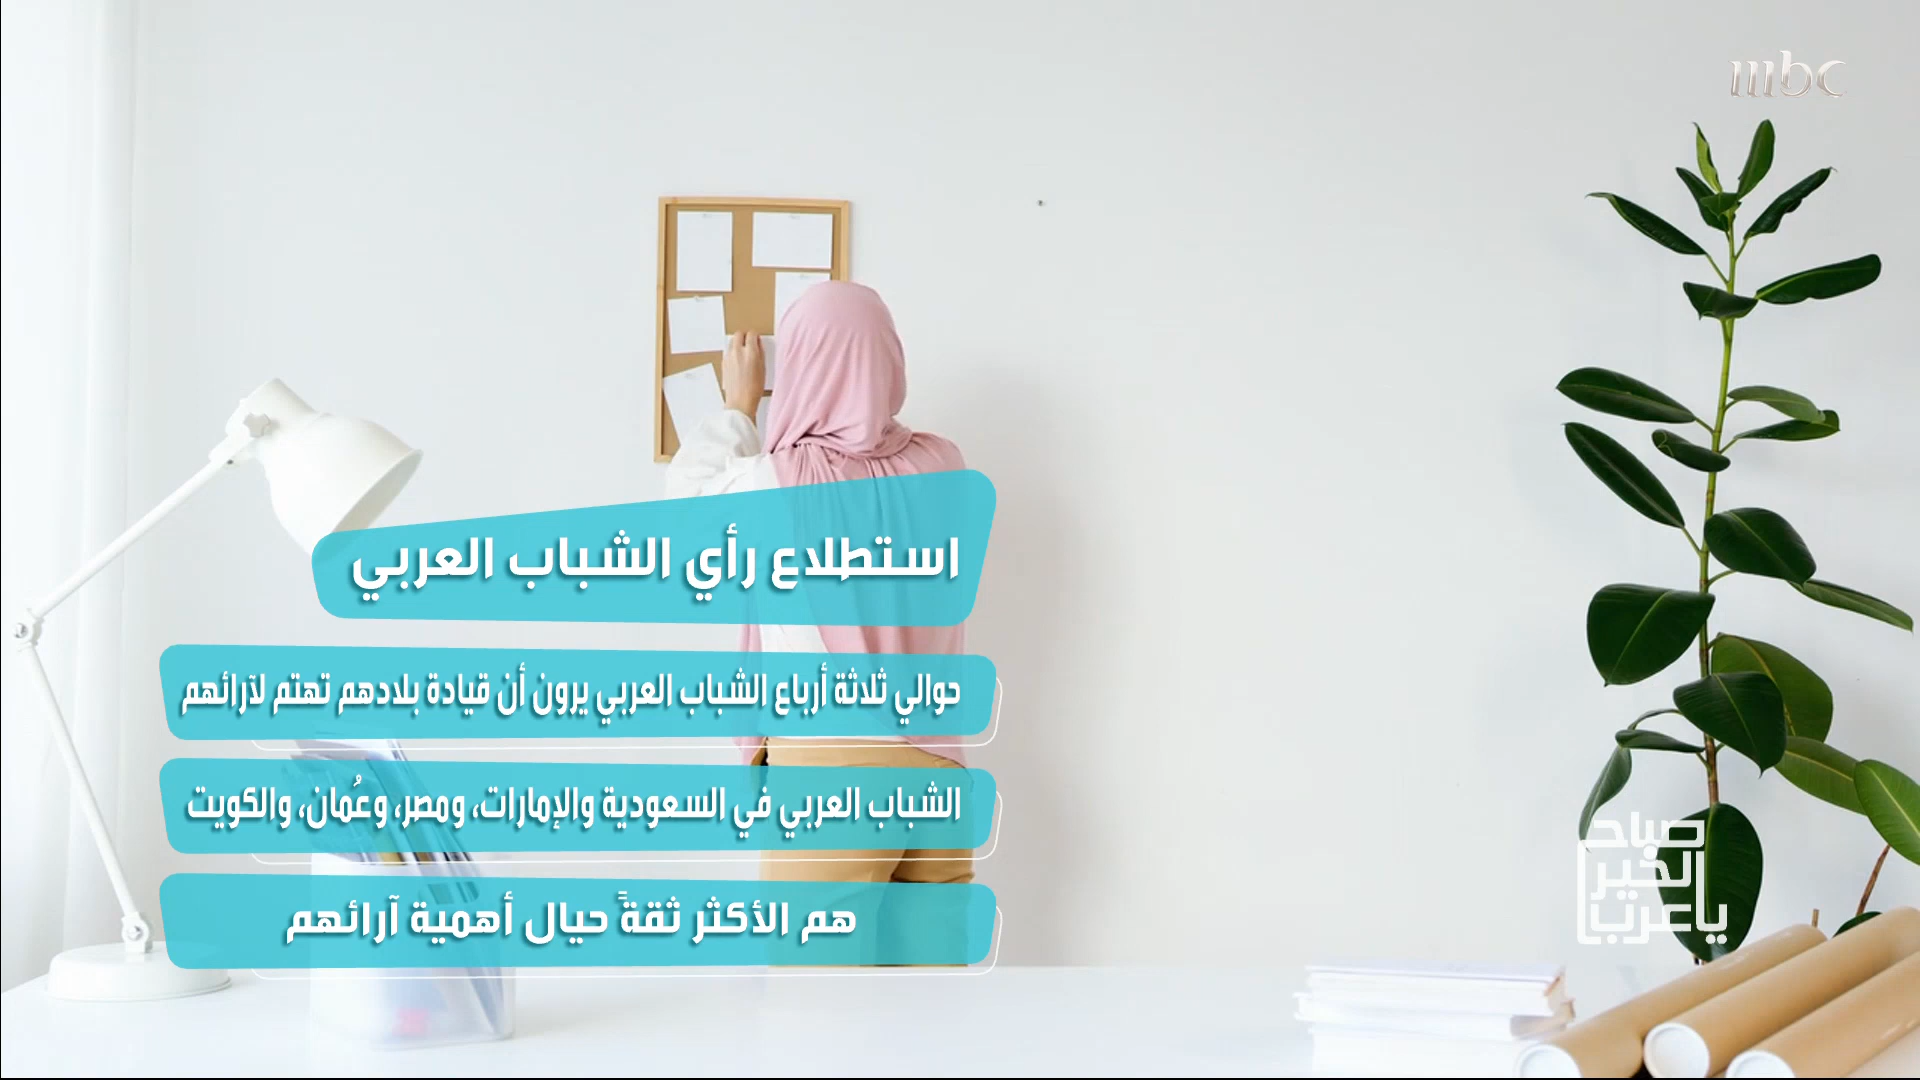 mbc
استطلاع رأي الشباب العربي
حوالي ثلاثة أرباع الشباب العربي يرون أن قيادة بلادهم تهتم لآرائهم
الشباب العربي في السعودية والإمارات، ومصر، وعُمان، والكويت
هم الأكثر ثقةً حيال أهمية آرائهم
صباح
الخير
يا عرب